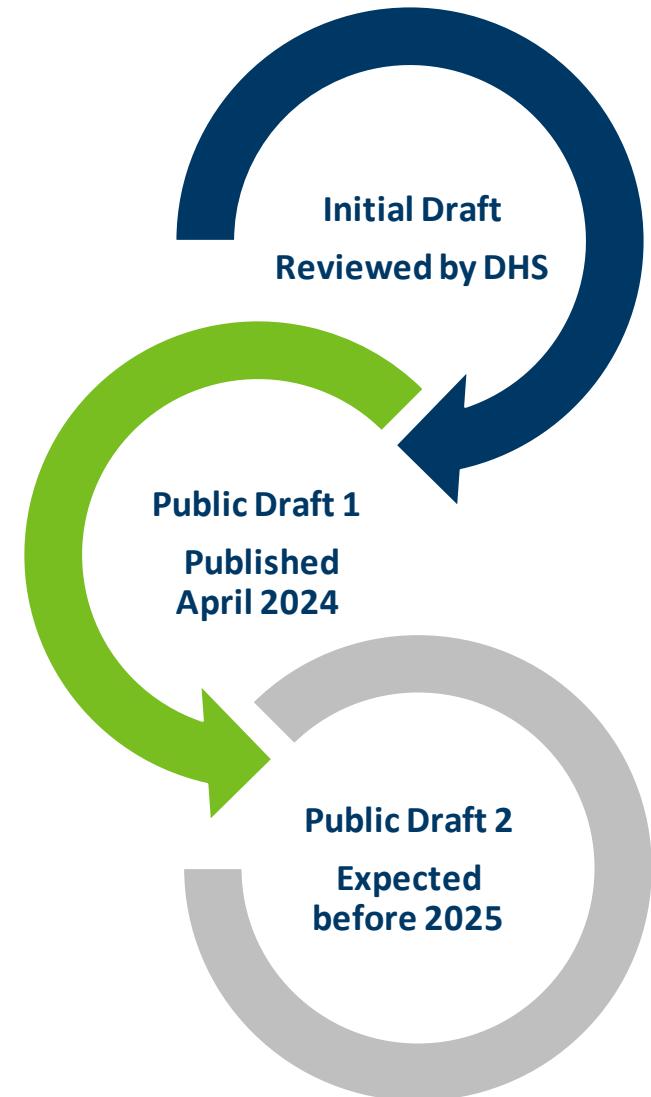 Initial Draft
Reviewed by DHS
Public Draft 1
Published
April 2024
Public Draft 2
Expected
before 2025